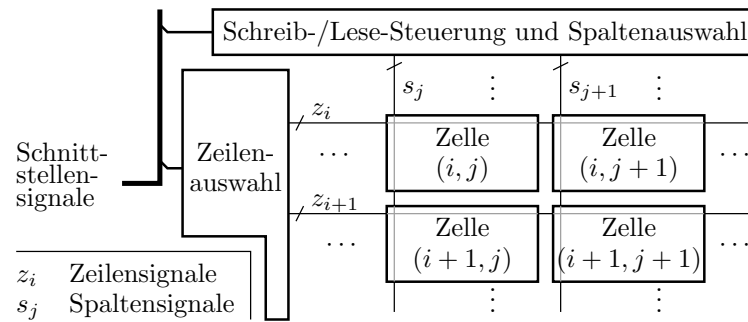 Schreib-/Lese-Steuerung und Spaltenauswahl
s_j ⋮ s_{j+1} ⋮
z_i
Schnitt-
stellen-
signale
Zeilen-
auswahl
... Zelle Zelle ...
(i, j) (i, j + 1)
z_{i+1}
... Zelle Zelle ...
(i + 1, j) (i + 1, j + 1)
⋮ ⋮
z_i Zeilensignale
s_j Spaltensignale